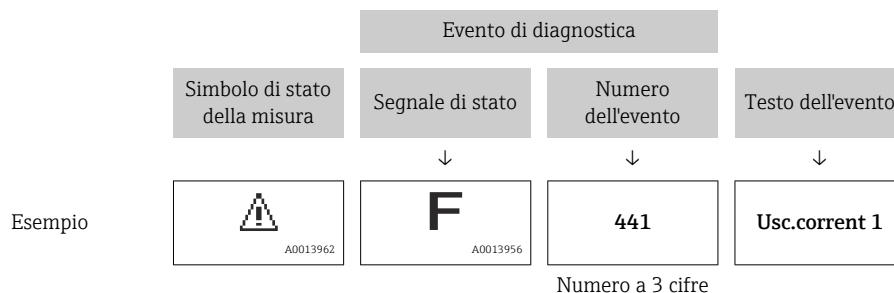 Evento di diagnostica
Simbolo di stato
della misura
Segnale di stato
Numero
dell'evento
Testo dell'evento
↓ ↓ ↓
Esempio
A0013962
F
A0013956
441
Usc.corrent 1
Numero a 3 cifre